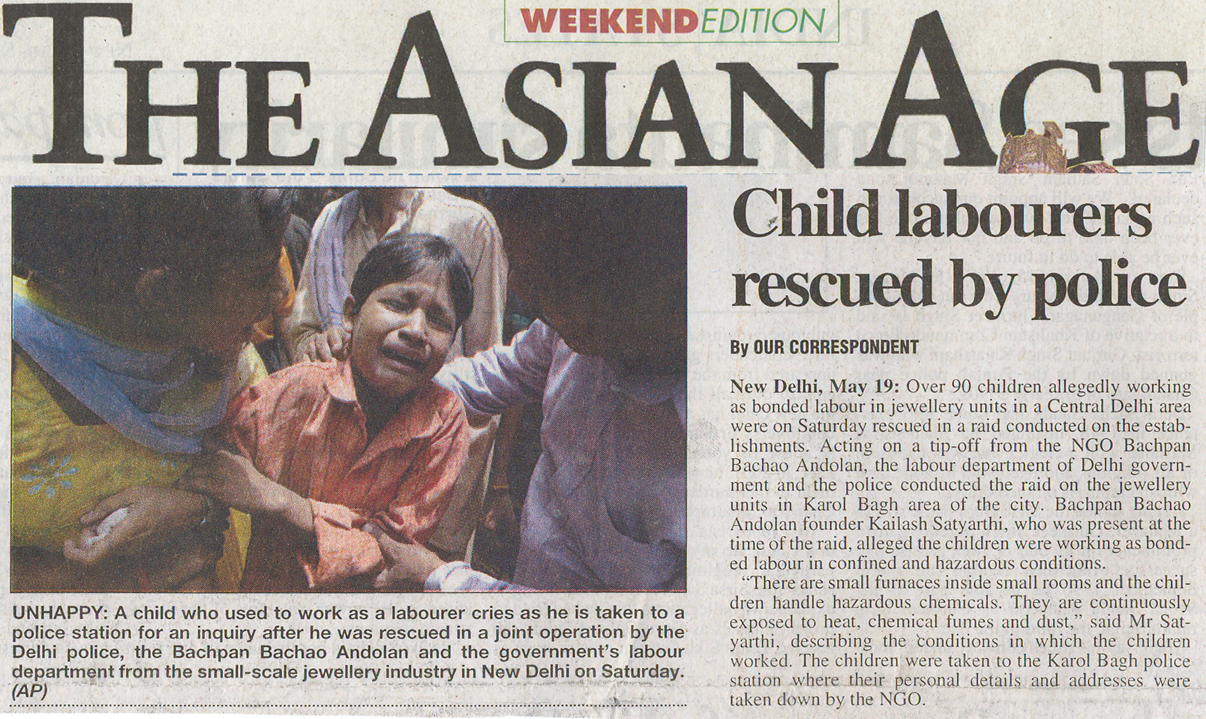 WEEKEND EDITION
THE ASIAN AGE
Child labourers
rescued by police
By OUR CORRESPONDENT
New Delhi, May 19: Over 90 children allegedly working
as bonded labour in jewellery units in a Central Delhi area
were on Saturday rescued in a raid conducted on the estab-
lishments. Acting on a tip-off from the NGO Bachpan
Bachao Andolan, the labour department of Delhi govern-
ment and the police conducted the raid on the jewellery
units in Karol Bagh area of the city. Bachpan Bachao
Andolan founder Kailash Satyarthi, who was present at the
time of the raid, alleged the children were working as bond-
ed labour in confined and hazardous conditions.
“There are small furnaces inside small rooms and the chil-
dren handle hazardous chemicals. They are continuously
exposed to heat, chemical fumes and dust,” said Mr Sat-
yarthi, describing the conditions in which the children
worked. The children were taken to the Karol Bagh police
station where their personal details and addresses were
taken down by the NGO.
UNHAPPY: A child who used to work as a labourer cries as he is taken to a
police station for an inquiry after he was rescued in a joint operation by the
Delhi police, the Bachpan Bachao Andolan and the government’s labour
department from the small-scale jewellery industry in New Delhi on Saturday.
(AP)